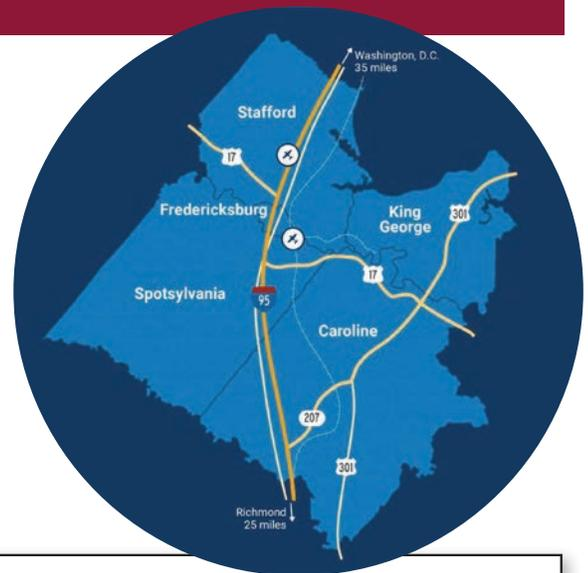 Washington, D.C.
35 miles
Stafford
17
Fredericksburg
King
George
301
17
Spotsylvania
95
Caroline
207
301
Richmond
25 miles